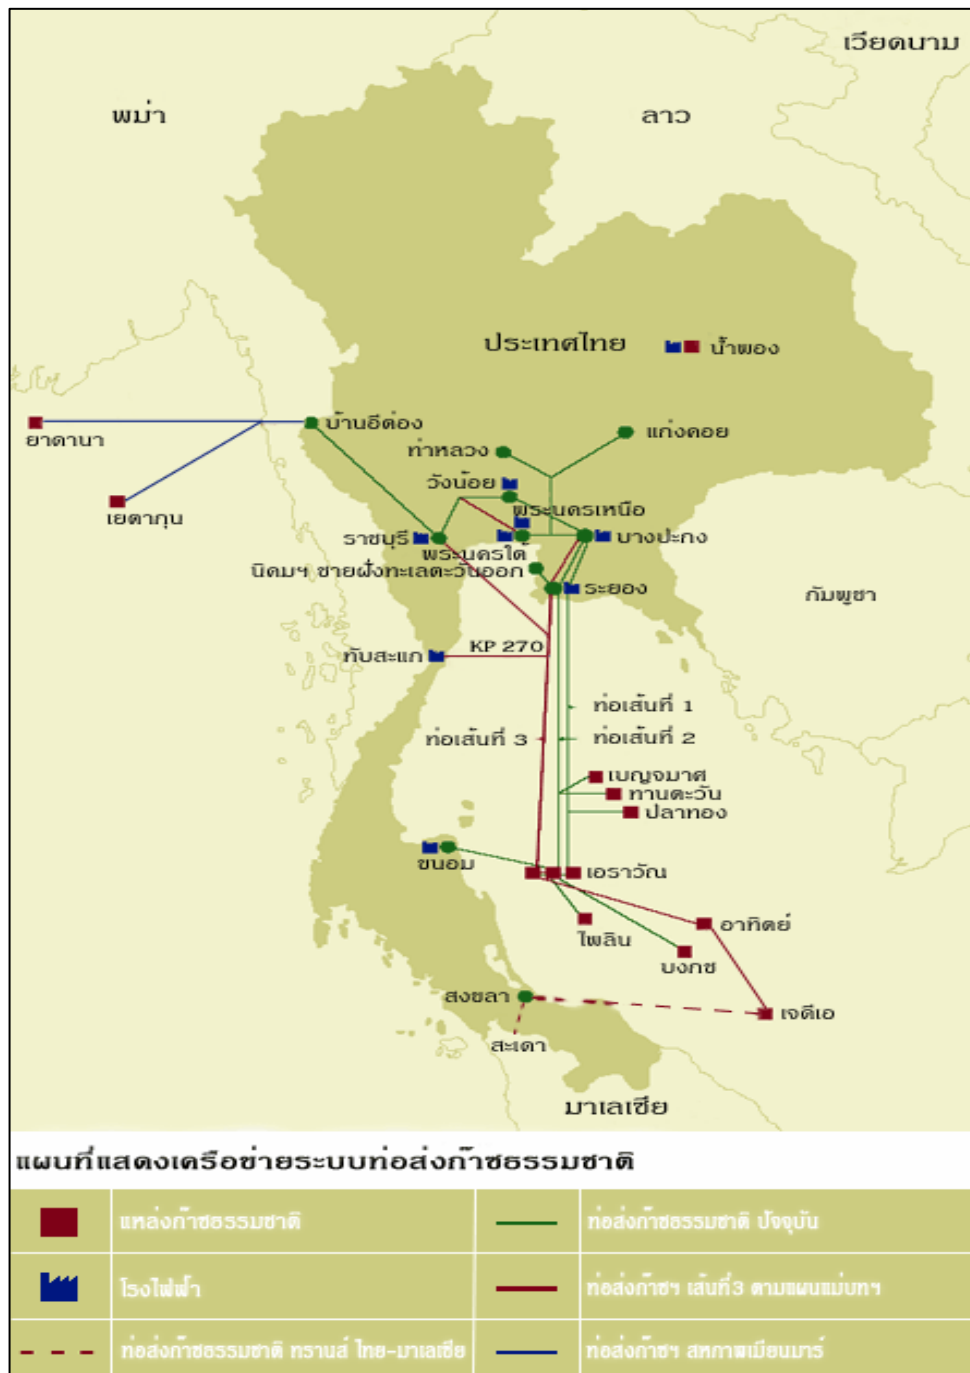 เวียดนาม
พม่า
ลาว
ประเทศไทย
น้ำพอง
บ้านอีต่อง
ยาดานา
แก่งคอย
ท่าหลวง
วังน้อย
เยตากุน
พระนครเหนือ
ราชบุรี
บางปะกง
พระนครใต้
นิคมฯ ชายฝั่งทะเลตะวันออก
ระยอง
กัมพูชา
KP 270
ทับสะแก
ท่อเส้นที่ 1
ท่อเส้นที่ 3
ท่อเส้นที่ 2
เบญจมาศ
ทานตะวัน
ปลาทอง
ขนอม
เอราวัณ
อาทิตย์
ไพลิน
บงกช
สงขลา
เจดีเอ
สะเดา
มาเลเซีย
แผนที่แสดงเครือข่ายระบบท่อส่งก๊าซธรรมชาติ
แหล่งก๊าซธรรมชาติ
ท่อส่งก๊าซธรรมชาติ ปัจจุบัน
โรงไฟฟ้า
ท่อส่งก๊าซฯ เส้นที่3 ตามแผนแม่บทฯ
ท่อส่งก๊าซธรรมชาติ ทรานส์ ไทย-มาเลเซีย
ท่อส่งก๊าซฯ สหภาพเมียนมาร์